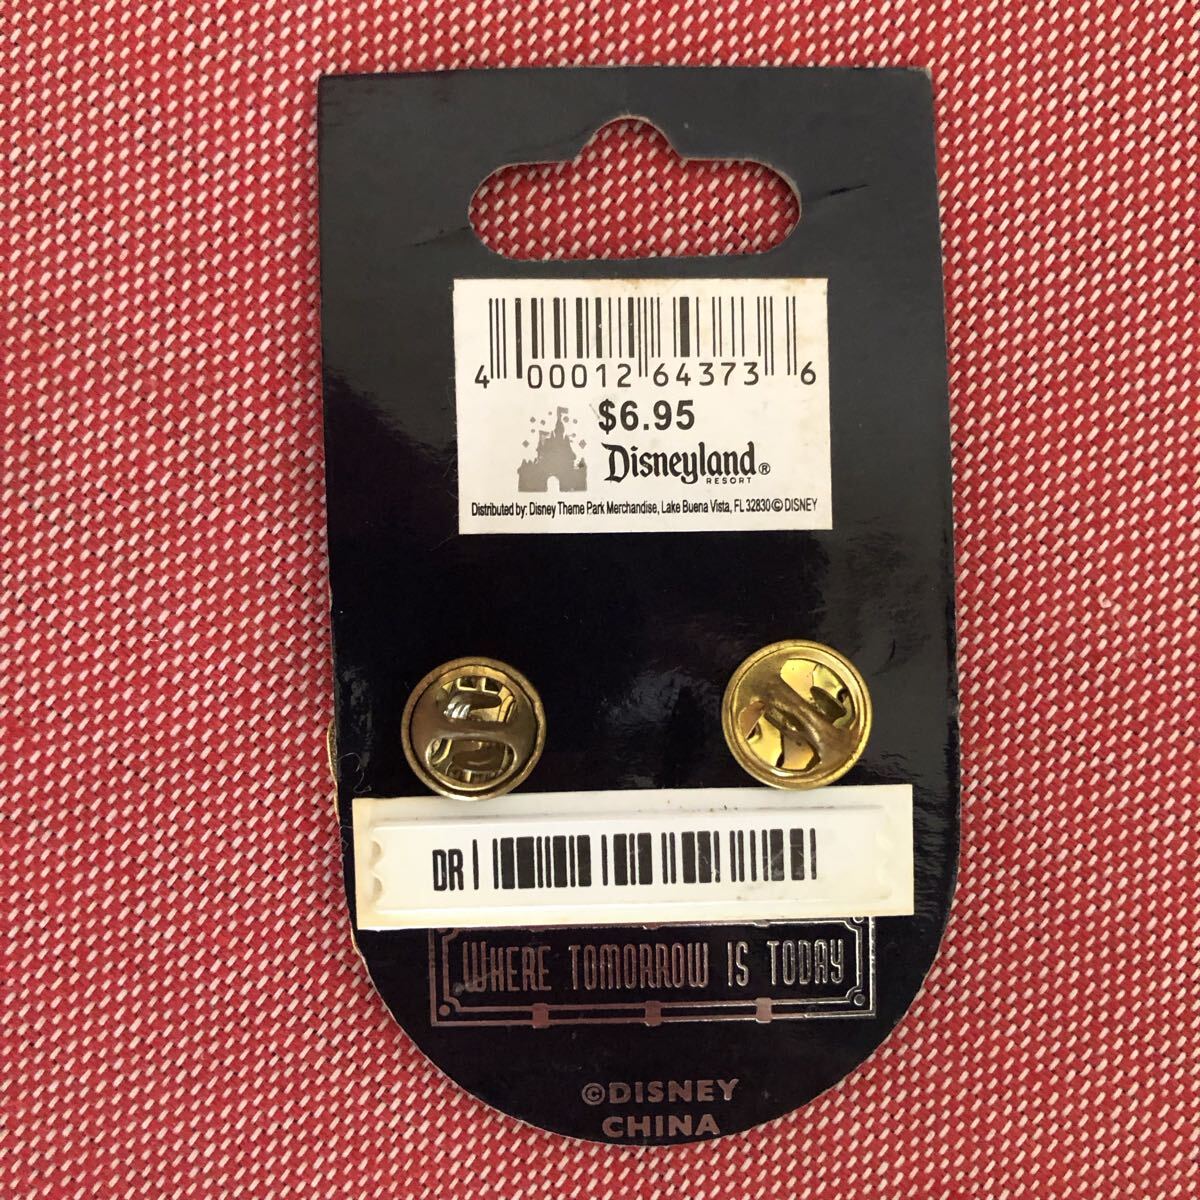 4 00012 64373 6
$6.95
Disneyland®
RESORT
Distributed by: Disney Theme Park Merchandise, Lake Buena Vista, FL 32830 © DISNEY
DR
WHERE TOMORROW IS TODAY
©DISNEY
CHINA